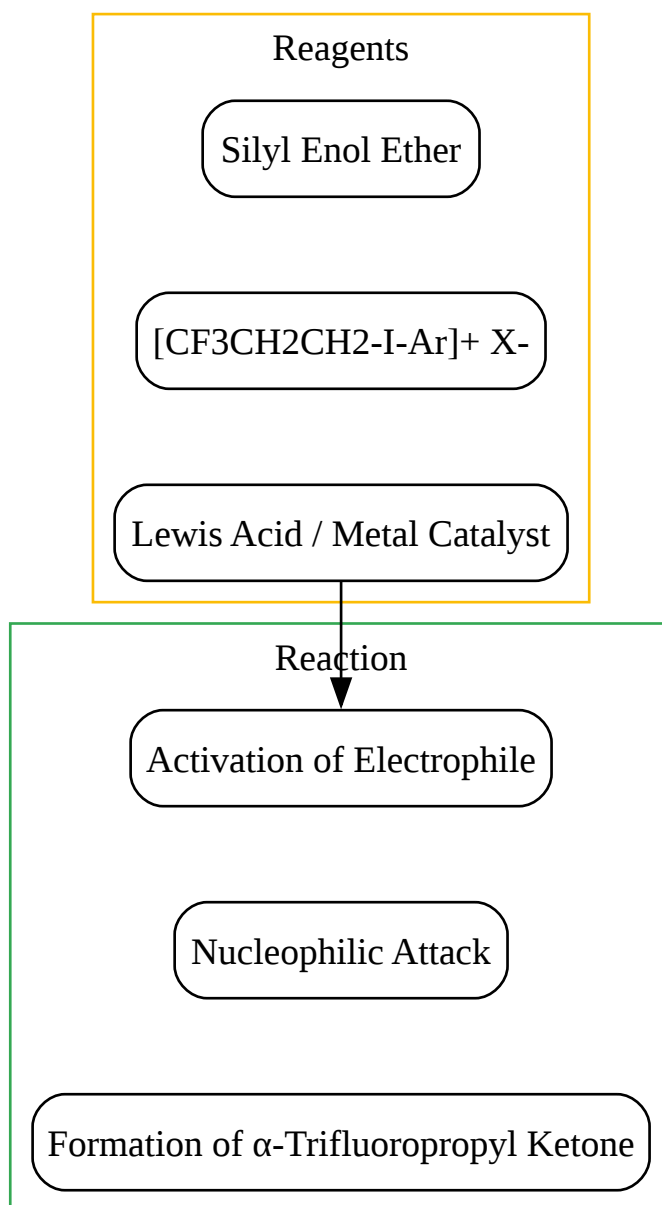 Reagents
Silyl Enol Ether
[CF3CH2CH2-I-Ar]+ X-
Lewis Acid / Metal Catalyst
Reaction
Activation of Electrophile
Nucleophilic Attack
Formation of α-Trifluoropropyl Ketone